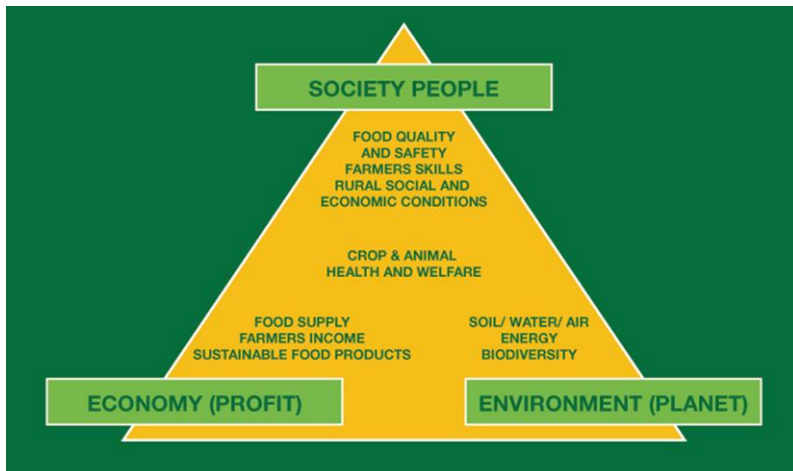 SOCIETY PEOPLE
FOOD QUALITY
AND SAFETY
FARMERS SKILLS
RURAL SOCIAL AND
ECONOMIC CONDITIONS
CROP & ANIMAL
HEALTH AND WELFARE
FOOD SUPPLY
FARMERS INCOME
SUSTAINABLE FOOD PRODUCTS
SOIL/ WATER/ AIR
ENERGY
BIODIVERSITY
ECONOMY (PROFIT)
ENVIRONMENT (PLANET)